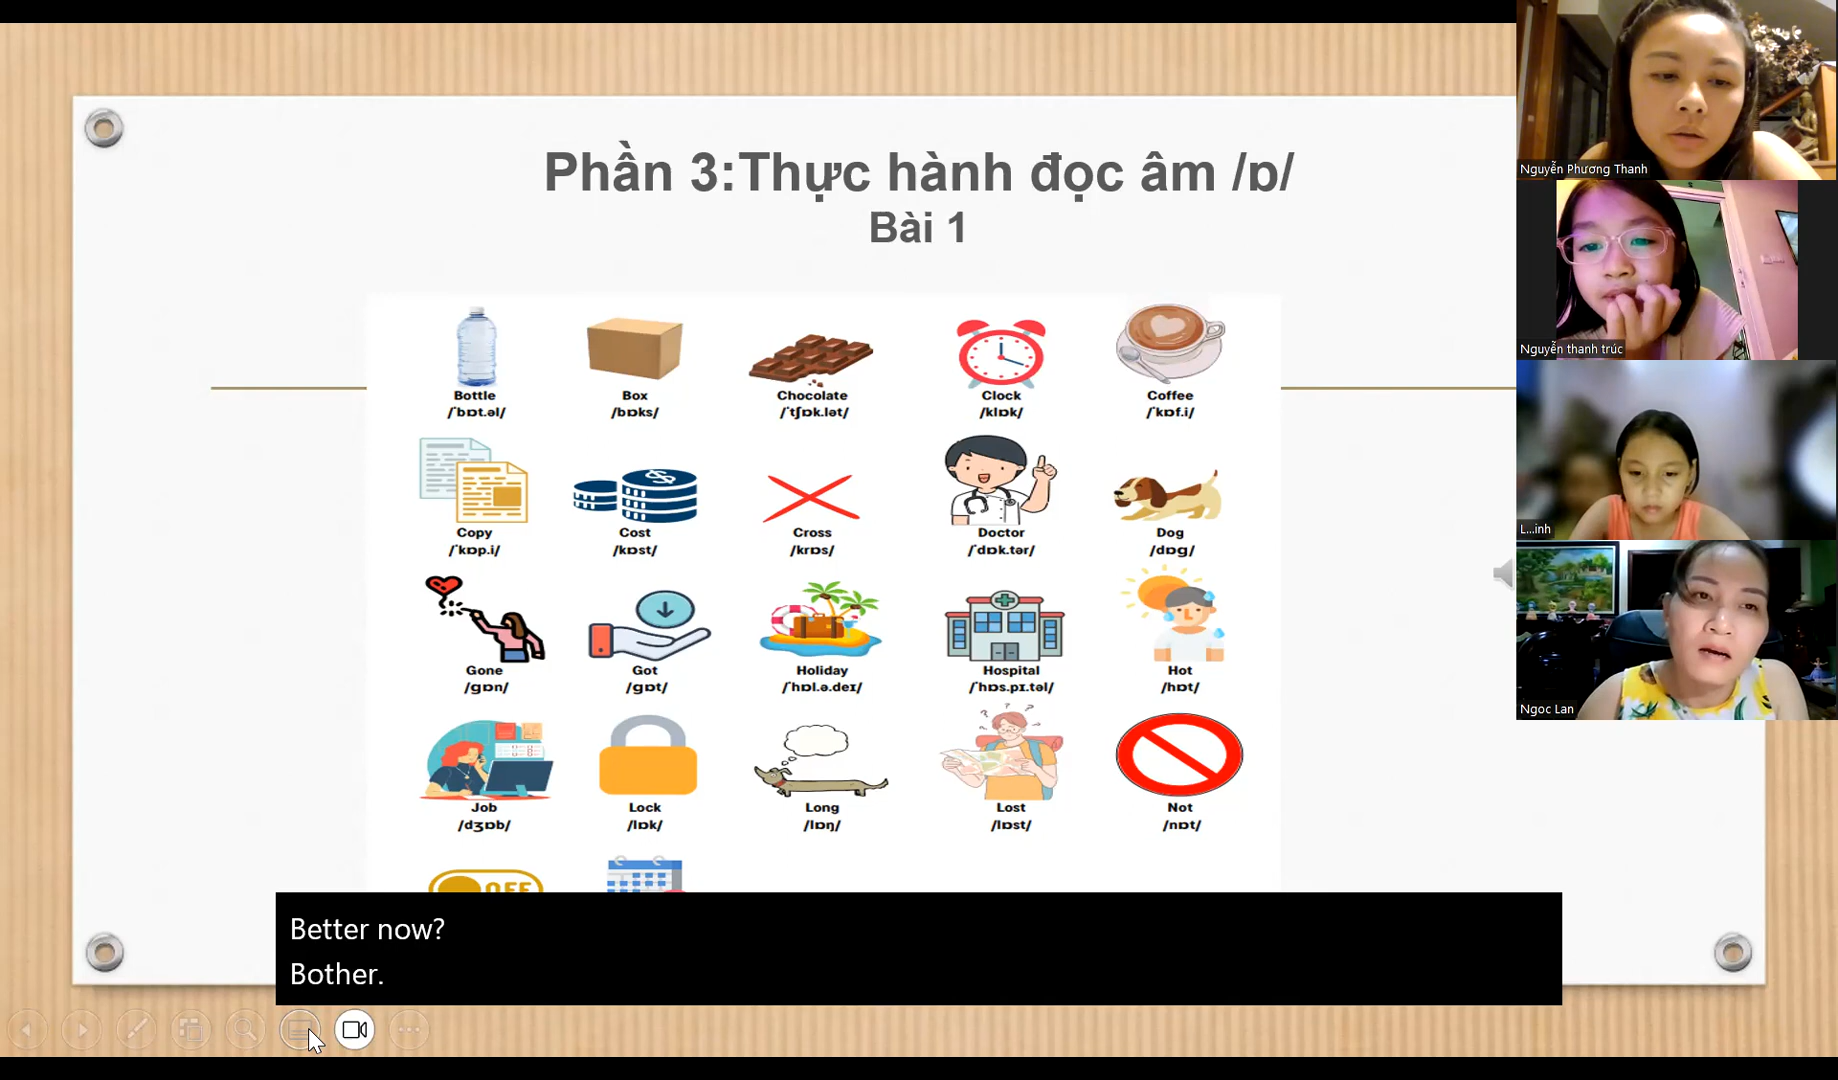 Phần 3:Thực hành đọc âm /ɒ/
Bài 1
Bottle Box Chocolate Clock Coffee
/ˈbɒt.əl/ /bɒks/ /ˈtʃɒk.lət/ /klɒk/ /ˈkɒf.i/
Copy Cost Cross Doctor Dog
/ˈkɒp.i/ /kɒst/ /krɒs/ /ˈdɒk.tər/ /dɒg/
Gone Got Holiday Hospital Hot
/gɒn/ /gɒt/ /ˈhɒl.ə.deɪ/ /ˈhɒs.pɪ.təl/ /hɒt/
Job Lock Long Lost Not
/dʒɒb/ /lɒk/ /lɒŋ/ /lɒst/ /nɒt/
OFF
Better now?
Bother.
Nguyễn Phương Thanh
Nguyễn thanh trúc
L...inh
Ngoc Lan